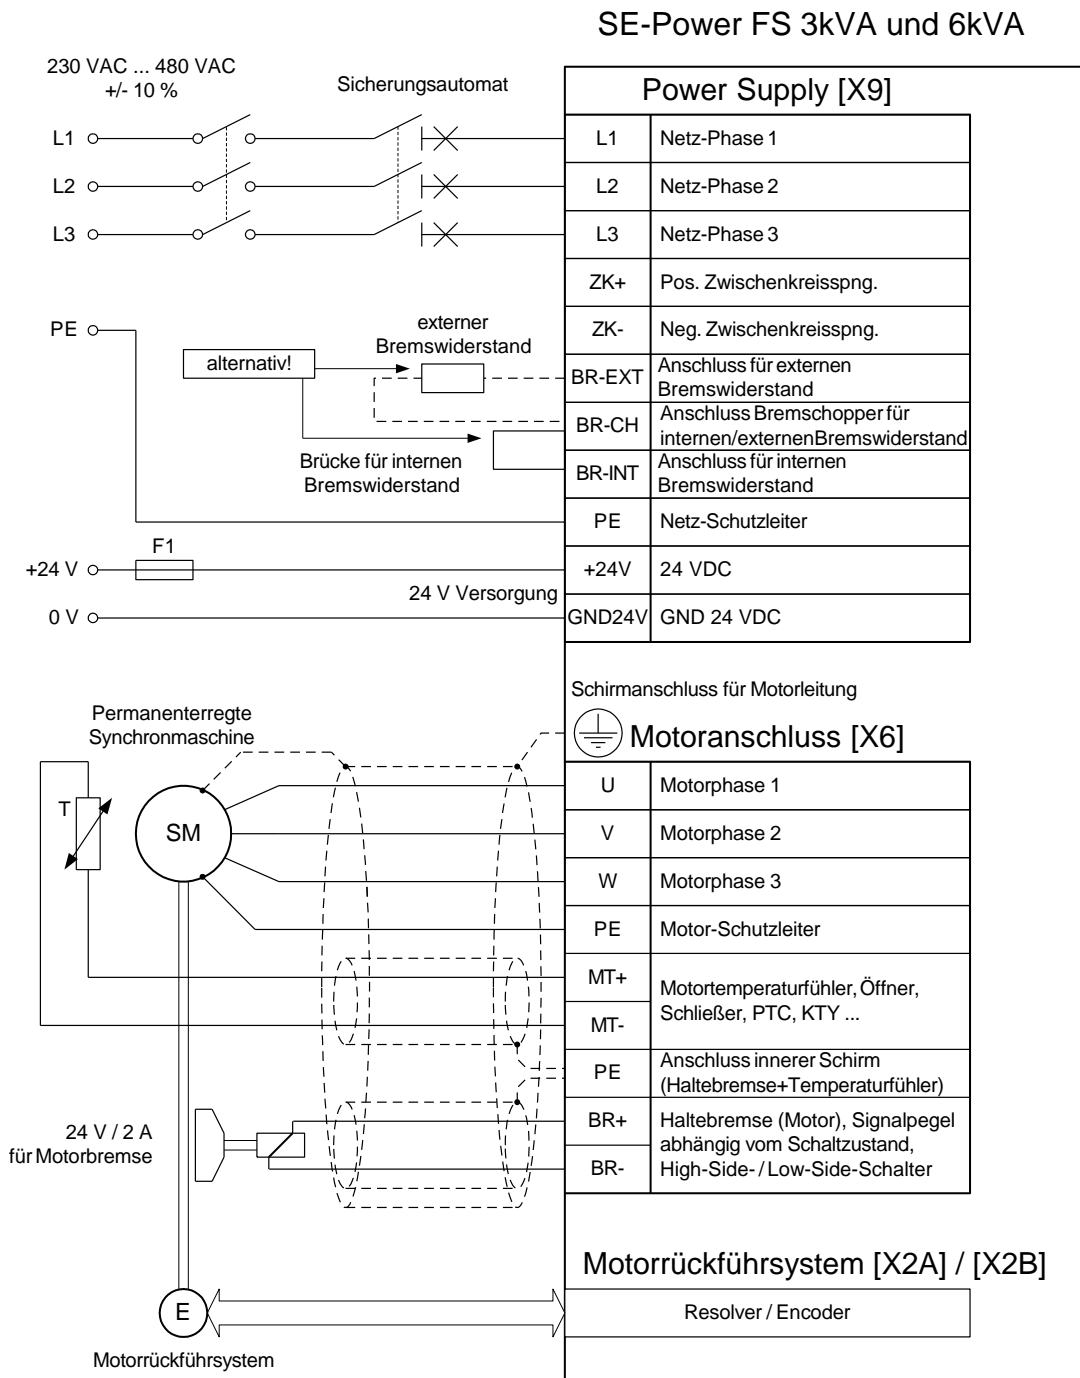 SE-Power FS 3kVA und 6kVA
230 VAC ... 480 VAC
+/- 10 %
Sicherungsautomat
Power Supply [X9]
L1
L1
Netz-Phase 1
L2
L2
Netz-Phase 2
L3
L3
Netz-Phase 3
ZK+
Pos. Zwischenkreisspng.
PE
ZK-
Neg. Zwischenkreisspng.
externer
Bremswiderstand
alternativ!
BR-EXT
Anschluss für externen
Bremswiderstand
BR-CH
Anschluss Bremschopper für
internen/externen Bremswiderstand
Brücke für internen
Bremswiderstand
BR-INT
Anschluss für internen
Bremswiderstand
PE
Netz-Schutzleiter
F1
+24 V
+24V
24 VDC
24 V Versorgung
0 V
GND24V
GND 24 VDC
Schirmanschluss für Motorleitung
Permanenterregte
Synchronmaschine
Motoranschluss [X6]
T
SM
U
Motorphase 1
V
Motorphase 2
W
Motorphase 3
PE
Motor-Schutzleiter
MT+
MT-
Motortemperaturfühler, Öffner,
Schließer, PTC, KTY ...
PE
Anschluss innerer Schirm
(Haltebremse+Temperaturfühler)
24 V / 2 A
für Motorbremse
BR+
BR-
Haltebremse (Motor), Signalpegel
abhängig vom Schaltzustand,
High-Side- / Low-Side-Schalter
Motorrückführsystem [X2A] / [X2B]
E
Resolver / Encoder
Motorrückführsystem